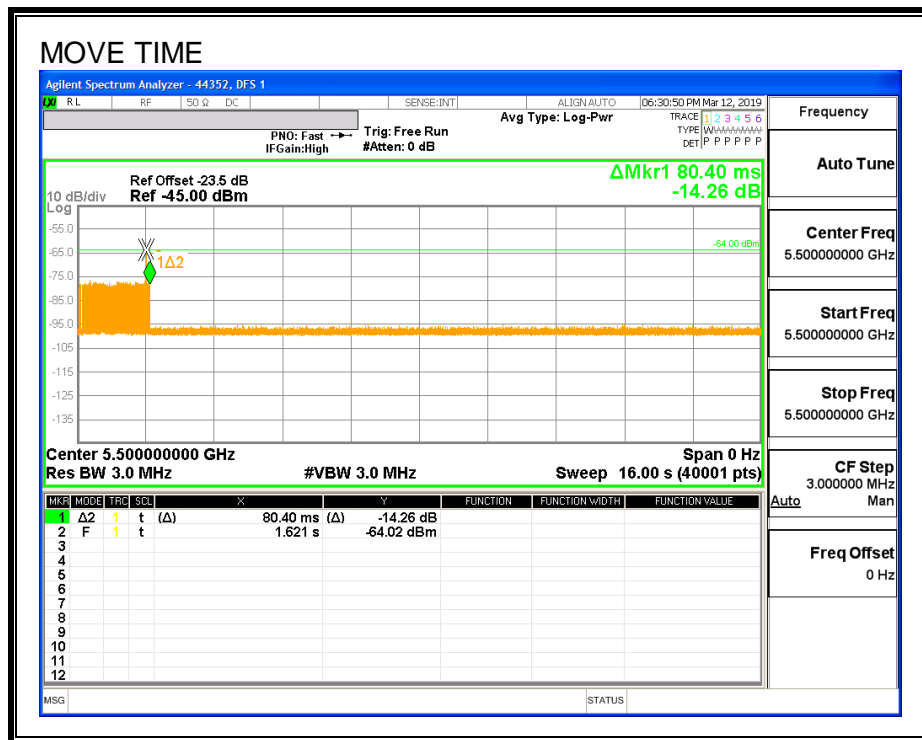 MOVE TIME
Agilent Spectrum Analyzer - 44352, DFS 1
LXI RL RF 50 Ω DC SENSE:INT ALIGN AUTO 06:30:50 PM Mar 12, 2019
Frequency
PNO: Fast Trig: Free Run Avg Type: Log-Pwr TRACE 1 2 3 4 5 6
TYPE W
IFGain:High #Atten: 0 dB DET P P P P P P
Auto Tune
Ref Offset -23.5 dB ΔMkr1 80.40 ms
10 dB/div Ref -45.00 dBm -14.26 dB
Log
-55.0
-64.00 dBm
-65.0
1Δ2
-75.0
-85.0
-95.0
-105
-115
-125
-135
Center Freq
5.500000000 GHz
Start Freq
5.500000000 GHz
Stop Freq
5.500000000 GHz
Center 5.500000000 GHz Span 0 Hz
Res BW 3.0 MHz #VBW 3.0 MHz Sweep 16.00 s (40001 pts)
CF Step
3.000000 MHz
Auto Man
MKR MODE TRC SCL X Y FUNCTION FUNCTION WIDTH FUNCTION VALUE
1 Δ2 1 t (Δ) 80.40 ms (Δ) -14.26 dB
2 F 1 t 1.621 s -64.02 dBm
3
4
5
6
7
8
9
10
11
12
Freq Offset
0 Hz
MSG STATUS